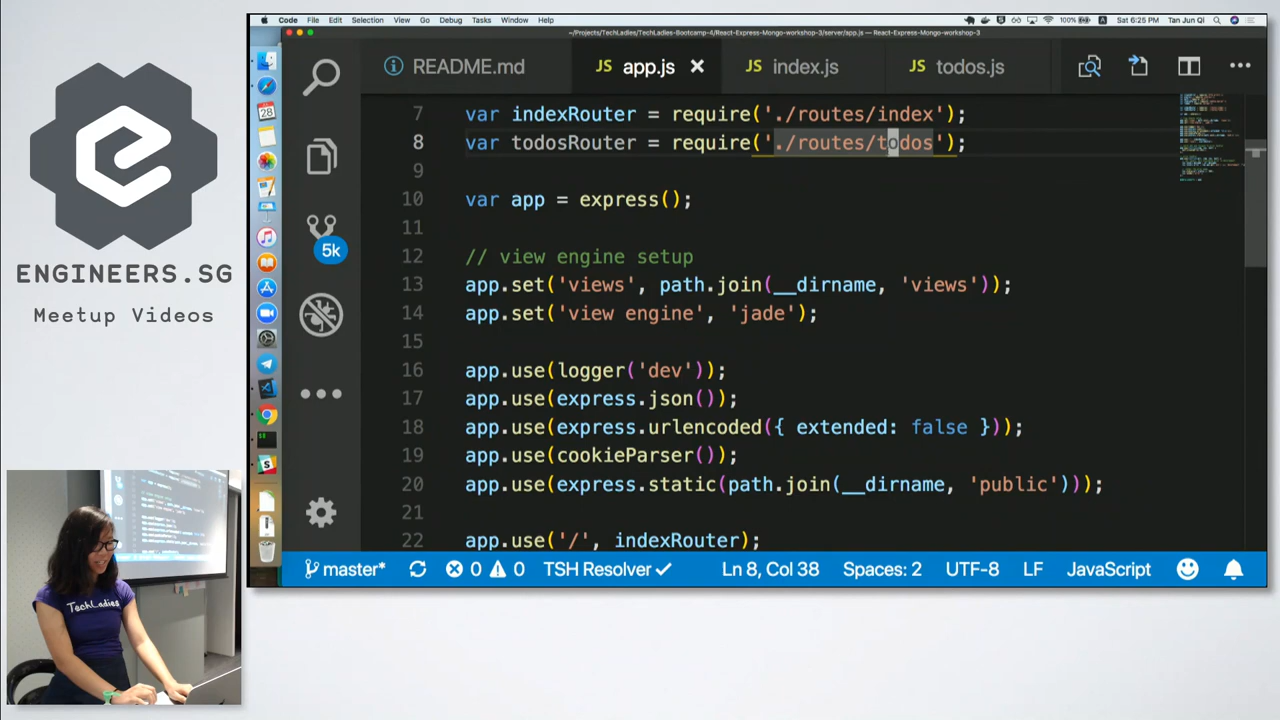 Code File Edit Selection View Go Debug Tasks Window Help
100% Sat 6:25 PM Tan Jun Qi
~/Projects/TechLadies/TechLadies-Bootcamp-4/React-Express-Mongo-workshop-3/server/app.js — React-Express-Mongo-workshop-3
README.md
JS app.js
JS index.js
JS todos.js
7 var indexRouter = require('./routes/index');
8 var todosRouter = require('./routes/todos');
9
10 var app = express();
11
12 // view engine setup
13 app.set('views', path.join(__dirname, 'views'));
14 app.set('view engine', 'jade');
15
16 app.use(logger('dev'));
17 app.use(express.json());
18 app.use(express.urlencoded({ extended: false }));
19 app.use(cookieParser());
20 app.use(express.static(path.join(__dirname, 'public')));
21
22 app.use('/', indexRouter);
5k
28
master* 0 0 TSH Resolver Ln 8, Col 38 Spaces: 2 UTF-8 LF JavaScript
ENGINEERS.SG
Meetup Videos
TechLadies